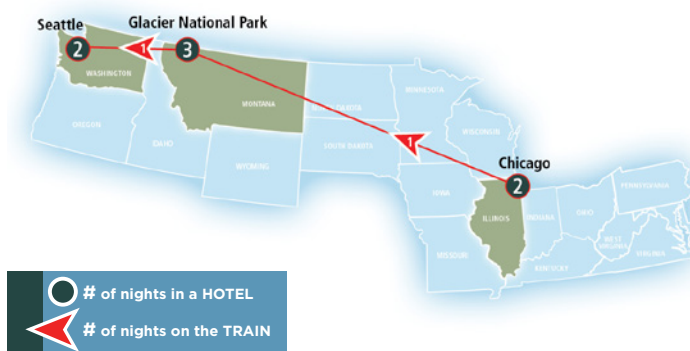 Seattle
Glacier National Park
2
1
3
WASHINGTON
MONTANA
NORTH DAKOTA
MINNESOTA
OREGON
IDAHO
SOUTH DAKOTA
1
WISCONSIN
WYOMING
Chicago
2
IOWA
PENNSYLVANIA
ILLINOIS
INDIANA
OHIO
WEST
VIRGINIA
MISSOURI
VIRGINIA
KENTUCKY
# of nights in a HOTEL
# of nights on the TRAIN